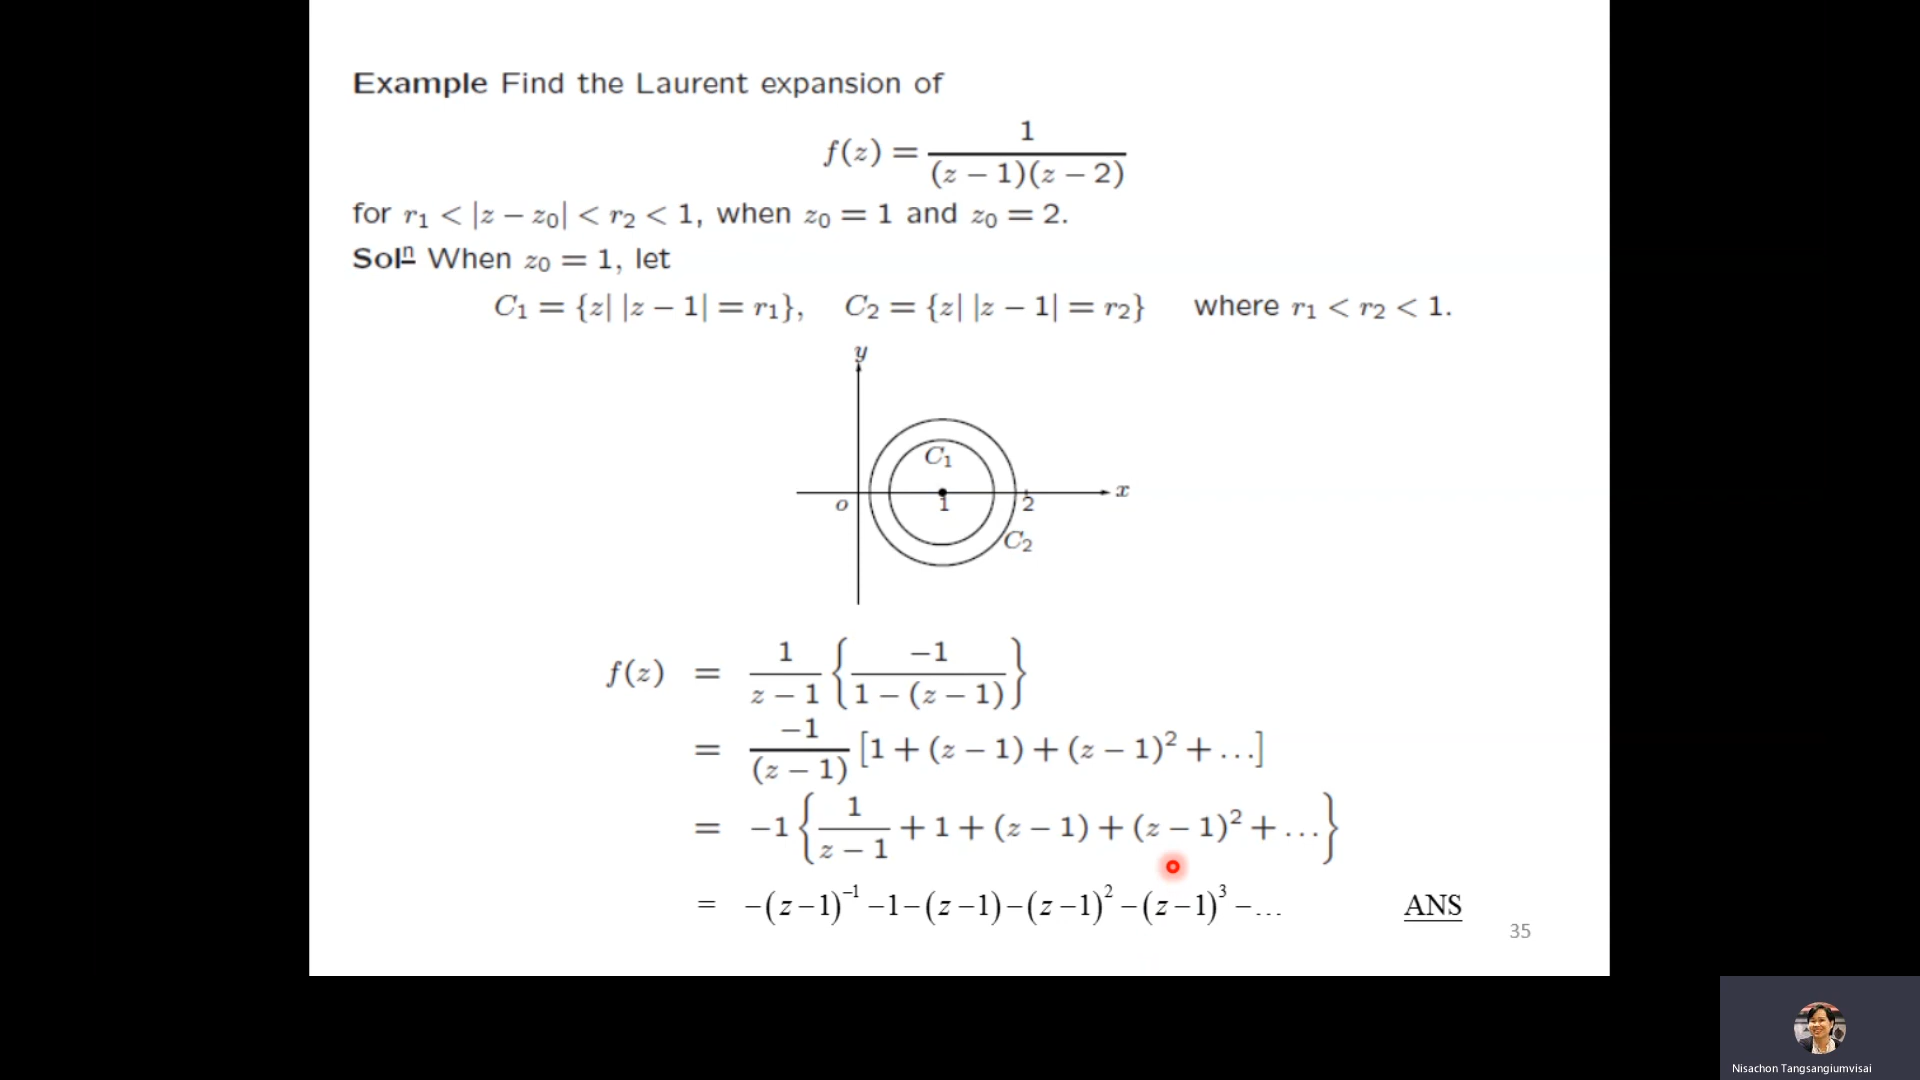 Example Find the Laurent expansion of
f(z) = 1 / (z − 1)(z − 2)
for r₁ < |z − z₀| < r₂ < 1, when z₀ = 1 and z₀ = 2.
Solⁿ When z₀ = 1, let
C₁ = {z| |z − 1| = r₁}, C₂ = {z| |z − 1| = r₂} where r₁ < r₂ < 1.
y
C₁
o 1 2 x
C₂
f(z) = 1 / (z − 1) { −1 / (1 − (z − 1)) }
= −1 / (z − 1) [1 + (z − 1) + (z − 1)² + …]
= −1 { 1 / (z − 1) + 1 + (z − 1) + (z − 1)² + … }
= −(z−1)⁻¹ −1−(z−1)−(z−1)² −(z−1)³ −… ANS
35
Nisachon Tangsangiumvisai